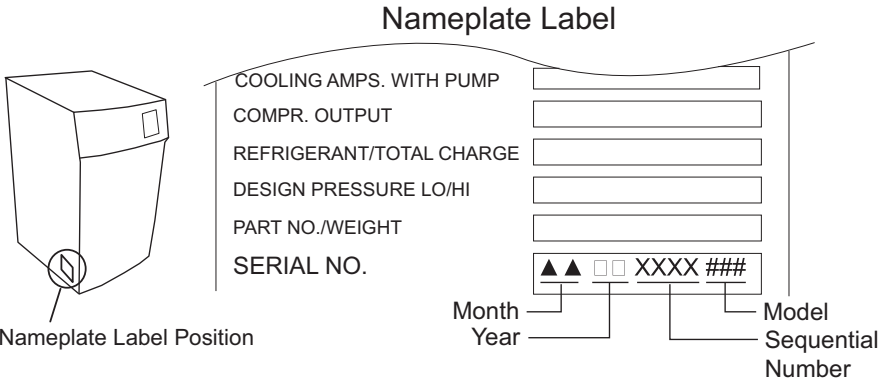 Nameplate Label
COOLING AMPS. WITH PUMP
COMPR. OUTPUT
REFRIGERANT/TOTAL CHARGE
DESIGN PRESSURE LO/HI
PART NO./WEIGHT
SERIAL NO.
▲▲ □□ XXXX ###
Month
Year
Model
Sequential
Number
Nameplate Label Position